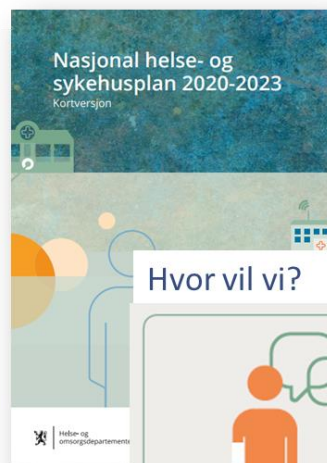 Nasjonal helse- og
sykehusplan 2020-2023
Kortversjon
Hvor vil vi?
Helse- og
omsorgsdepartemente